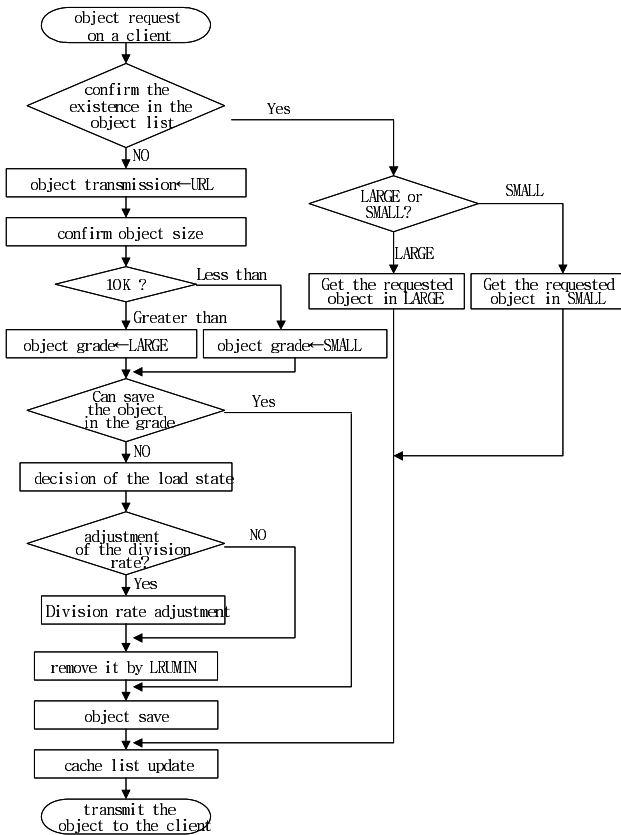 object request
on a client
confirm the
existence in the
object list
Yes
NO
object transmission←URL
LARGE or
SMALL?
SMALL
confirm object size
LARGE
10K ?
Less than
Get the requested
object in LARGE
Get the requested
object in SMALL
Greater than
object grade←LARGE
object grade←SMALL
Can save
the object
in the grade
Yes
NO
decision of the load state
adjustment
of the division
rate?
NO
Yes
Division rate adjustment
remove it by LRUMIN
object save
cache list update
transmit the
object to the client